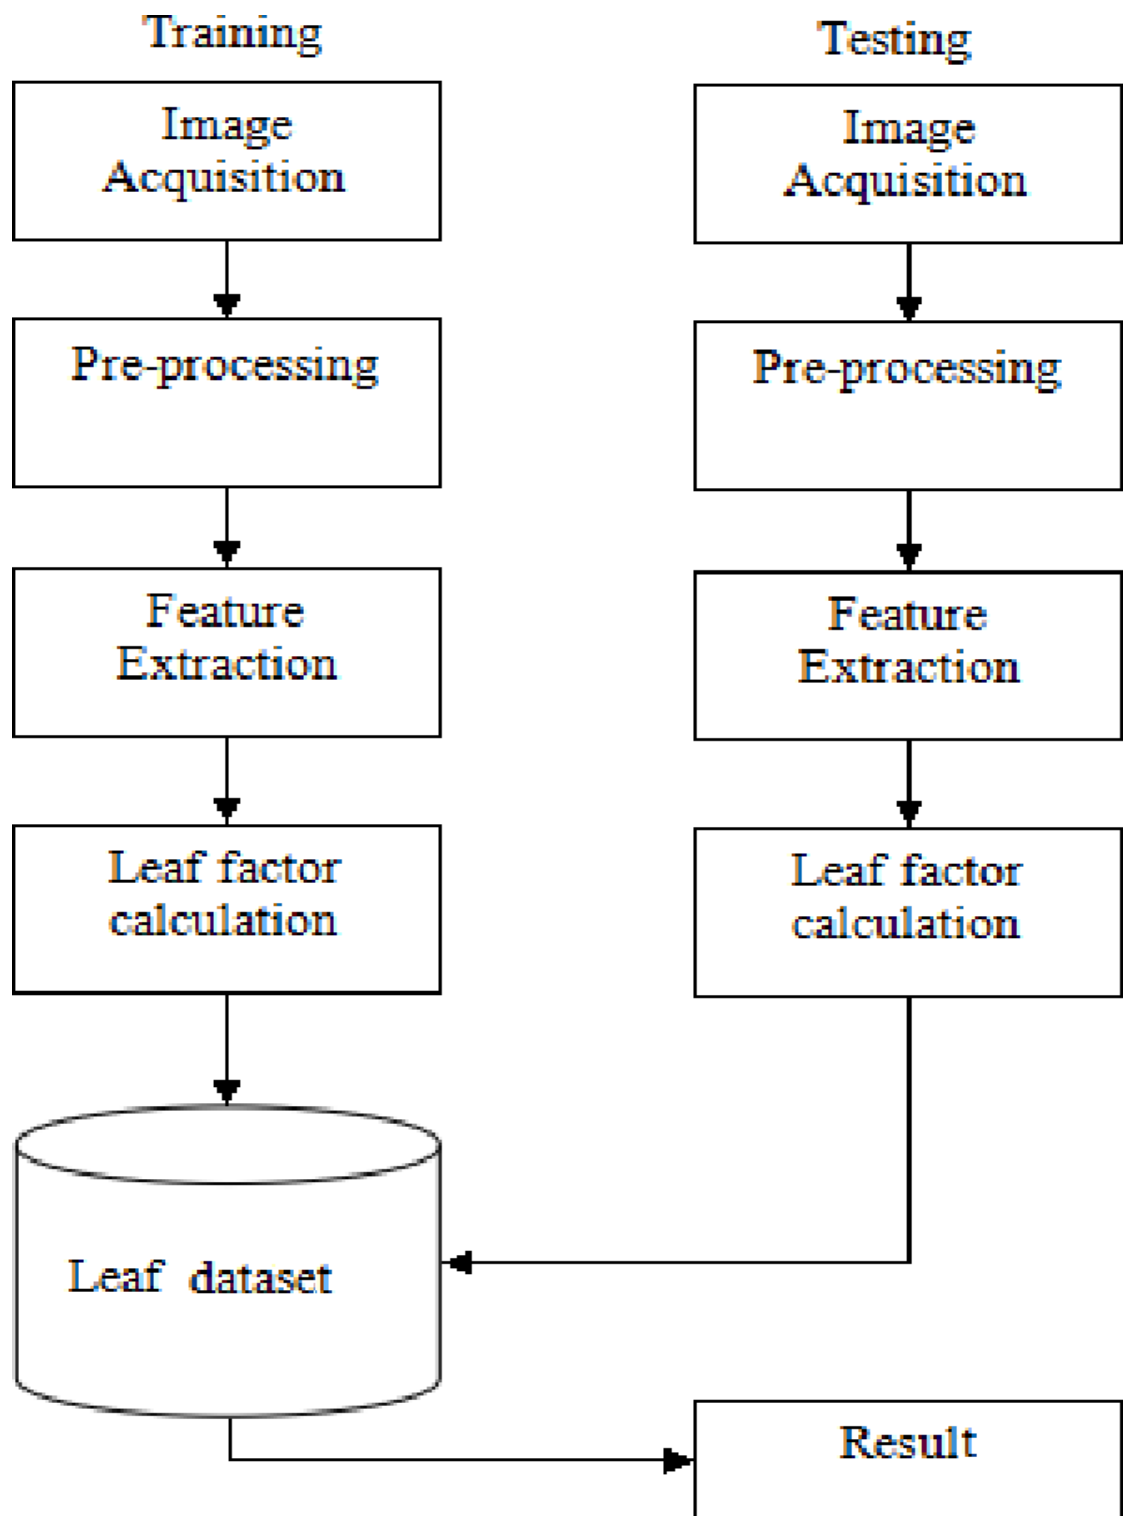 Training
Image
Acquisition
Pre-processing
Feature
Extraction
Leaf factor
calculation
Leaf dataset
Testing
Image
Acquisition
Pre-processing
Feature
Extraction
Leaf factor
calculation
Result